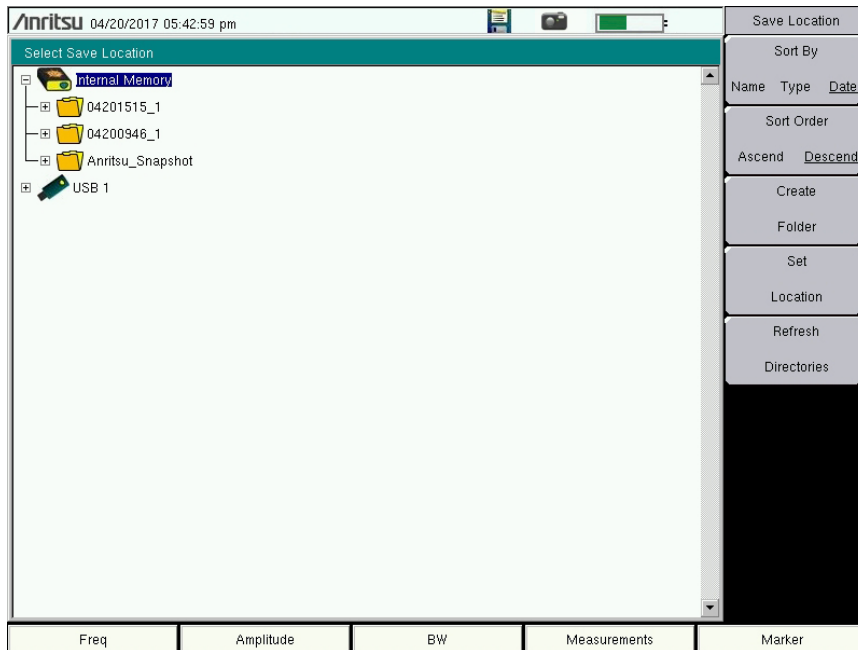 Anritsu 04/20/2017 05:42:59 pm
Select Save Location
Internal Memory
04201515_1
04200946_1
Anritsu_Snapshot
USB 1
Save Location
Sort By
Name Type Date
Sort Order
Ascend Descend
Create
Folder
Set
Location
Refresh
Directories
Freq Amplitude BW Measurements Marker